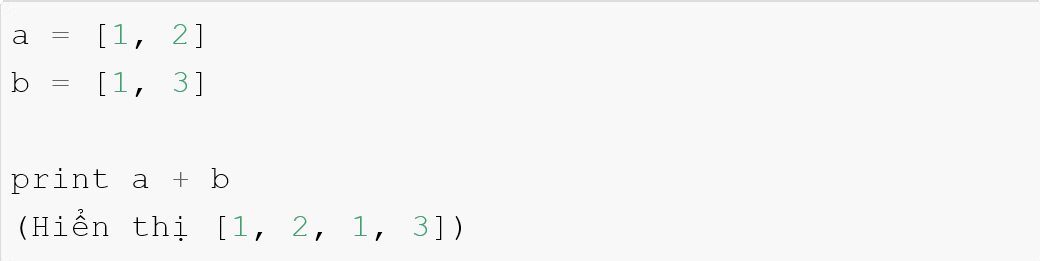 a = [1, 2]
b = [1, 3]
print a + b
(Hiển thị [1, 2, 1, 3])